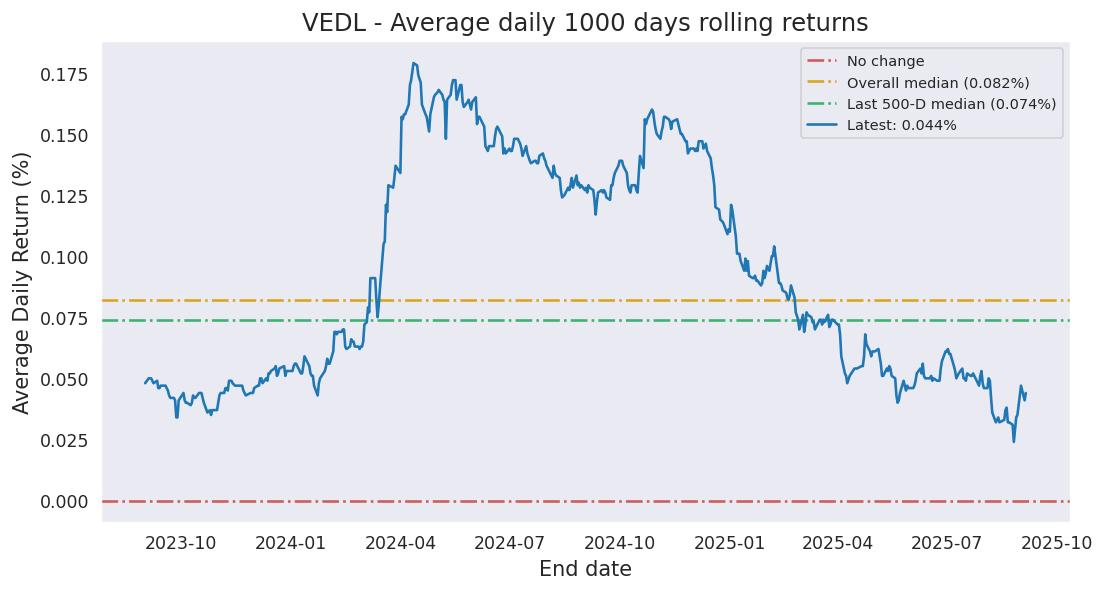 VEDL - Average daily 1000 days rolling returns
No change
Overall median (0.082%)
Last 500-D median (0.074%)
Latest: 0.044%
Average Daily Return (%)
0.175
0.150
0.125
0.100
0.075
0.050
0.025
0.000
2023-10 2024-01 2024-04 2024-07 2024-10 2025-01 2025-04 2025-07 2025-10
End date